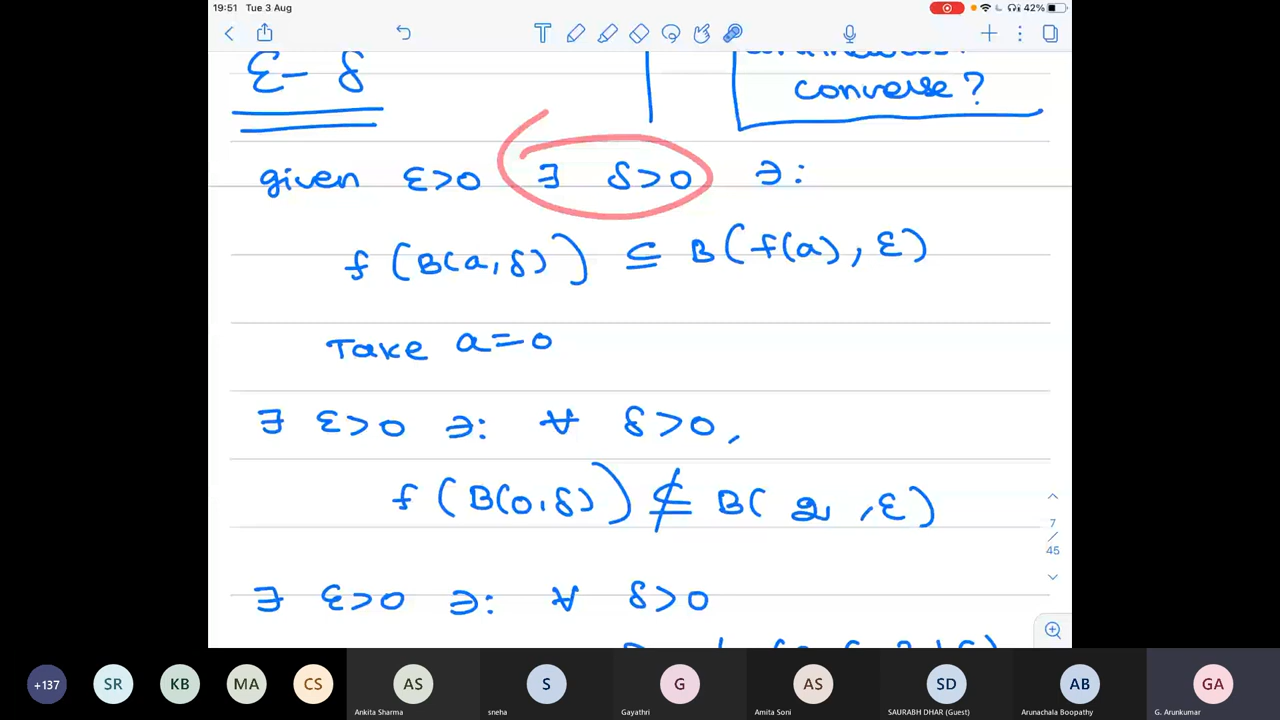 19:51 Tue 3 Aug
42%
ε- δ
converse?
given ε>0 ∃ δ>0 ∋:
f (B(a,δ)) ⊆ B(f(a), ε)
Take a=0
∃ ε>0 ∋: ∀ δ>0,
f (B(0,δ)) ⊈ B( 2, ε)
∃ ε>0 ∋: ∀ δ>0
7
/
45
+137
SR
KB
MA
CS
AS
S
G
AS
SD
AB
GA
Ankita Sharma
sneha
Gayathri
Amita Soni
SAURABH DHAR (Guest)
Arunachala Boopathy
G. Arunkumar